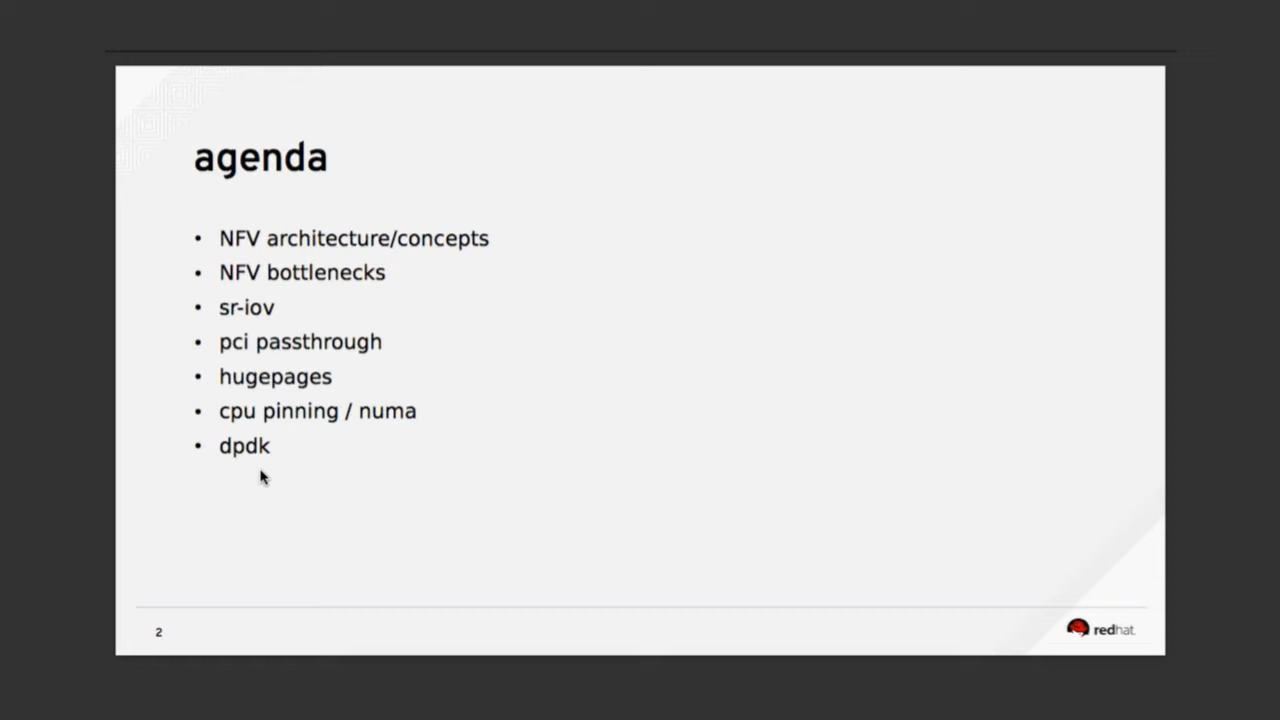 agenda
• NFV architecture/concepts
• NFV bottlenecks
• sr-iov
• pci passthrough
• hugepages
• cpu pinning / numa
• dpdk
2
redhat.